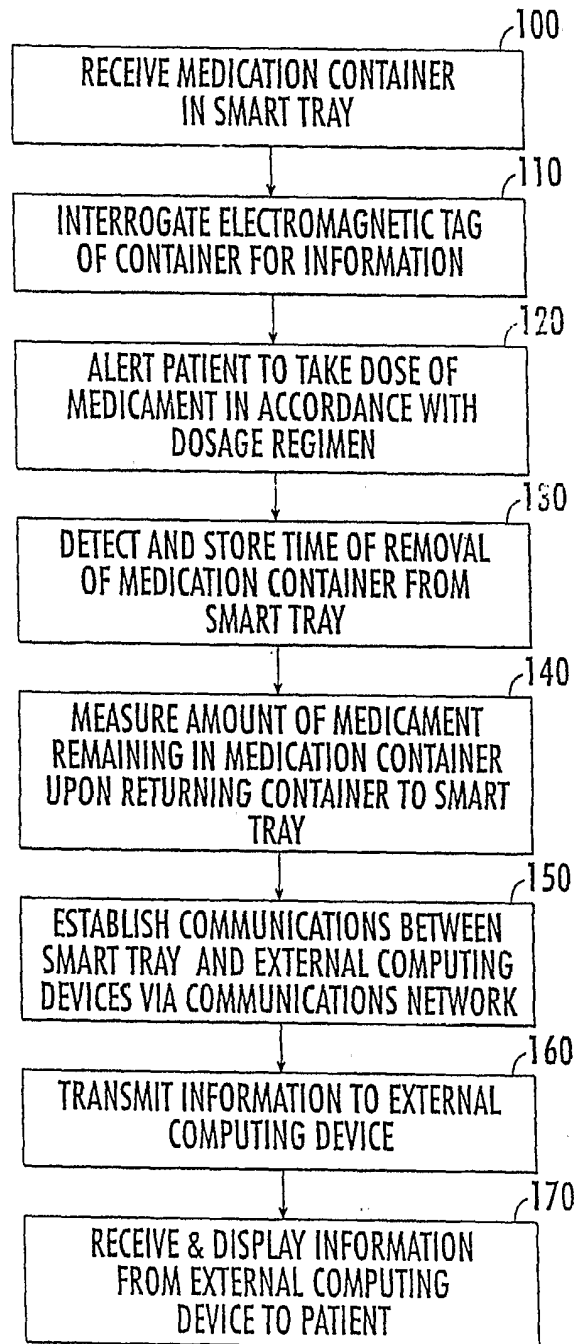 100
RECEIVE MEDICATION CONTAINER
IN SMART TRAY
110
INTERROGATE ELECTROMAGNETIC TAG
OF CONTAINER FOR INFORMATION
120
ALERT PATIENT TO TAKE DOSE OF
MEDICAMENT IN ACCORDANCE WITH
DOSAGE REGIMEN
130
DETECT AND STORE TIME OF REMOVAL
OF MEDICATION CONTAINER FROM
SMART TRAY
140
MEASURE AMOUNT OF MEDICAMENT
REMAINING IN MEDICATION CONTAINER
UPON RETURNING CONTAINER TO SMART
TRAY
150
ESTABLISH COMMUNICATIONS BETWEEN
SMART TRAY AND EXTERNAL COMPUTING
DEVICES VIA COMMUNICATIONS NETWORK
160
TRANSMIT INFORMATION TO EXTERNAL
COMPUTING DEVICE
170
RECEIVE & DISPLAY INFORMATION
FROM EXTERNAL COMPUTING
DEVICE TO PATIENT